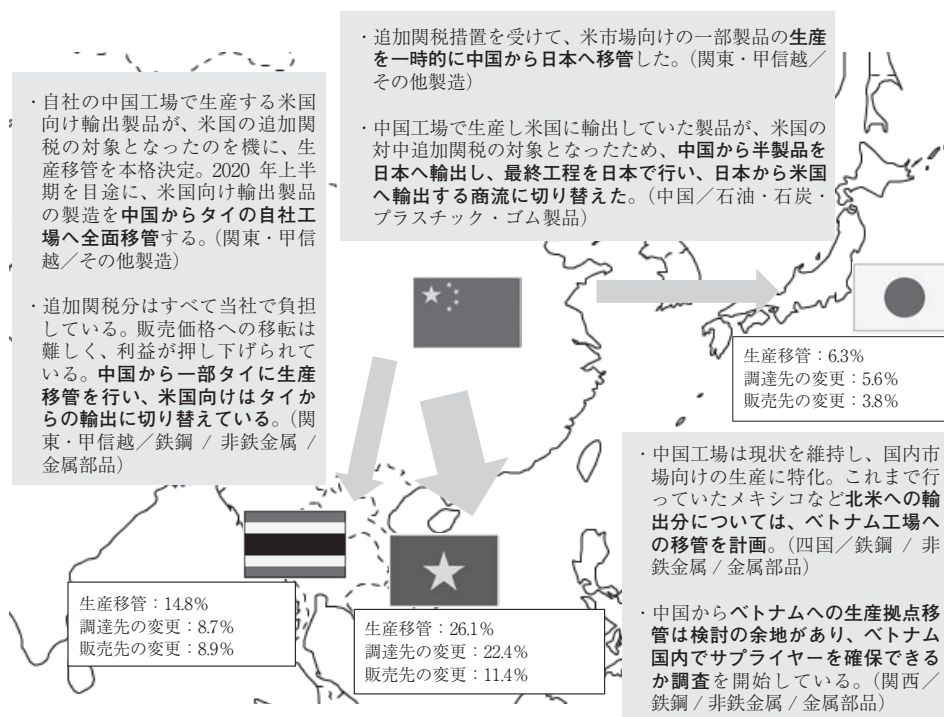 ・追加関税措置を受けて、米市場向けの一部製品の生産
を一時的に中国から日本へ移管した。(関東・甲信越／
その他製造)
・中国工場で生産し米国に輸出していた製品が、米国の
対中追加関税の対象となったため、中国から半製品を
日本へ輸出し、最終工程を日本で行い、日本から米国
へ輸出する商流に切り替えた。(中国／石油・石炭・
プラスチック・ゴム製品)
・自社の中国工場で生産する米国
向け輸出製品が、米国の追加関
税の対象となったのを機に、生
産移管を本格決定。2020 年上半
期を目途に、米国向け輸出製品
の製造を中国からタイの自社工
場へ全面移管する。(関東・甲信
越／その他製造)
・追加関税分はすべて当社で負担
している。販売価格への移転は
難しく、利益が押し下げられて
いる。中国から一部タイに生産
移管を行い、米国向けはタイか
らの輸出に切り替えている。(関
東・甲信越／鉄鋼 / 非鉄金属 /
金属部品)
生産移管：6.3%
調達先の変更：5.6%
販売先の変更：3.8%
・中国工場は現状を維持し、国内市
場向けの生産に特化。これまで行
っていたメキシコなど北米への輸
出分については、ベトナム工場へ
の移管を計画。(四国／鉄鋼 / 非
鉄金属 / 金属部品)
・中国からベトナムへの生産拠点移
管は検討の余地があり、ベトナム
国内でサプライヤーを確保できる
か調査を開始している。(関西／
鉄鋼 / 非鉄金属 / 金属部品)
生産移管：14.8%
調達先の変更：8.7%
販売先の変更：8.9%
生産移管：26.1%
調達先の変更：22.4%
販売先の変更：11.4%